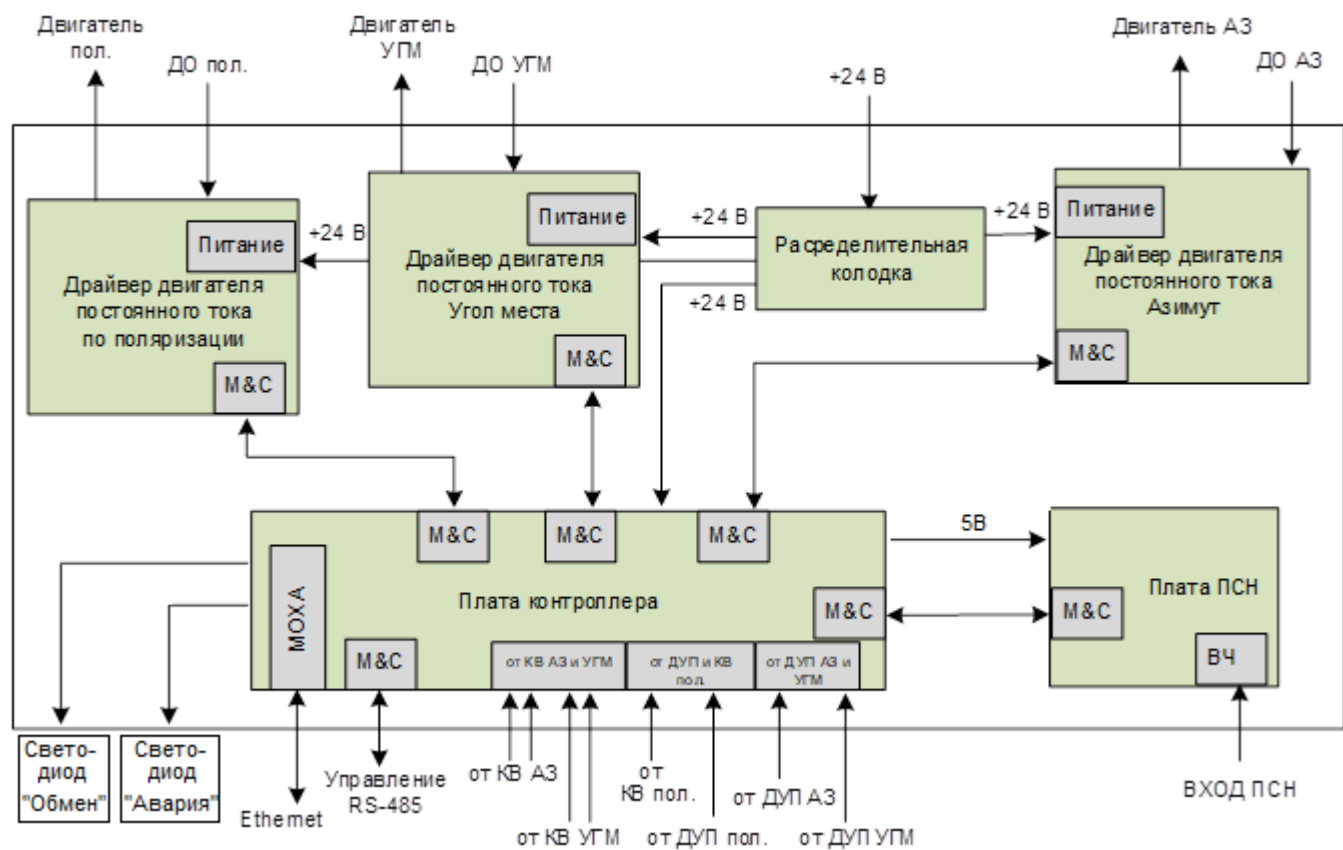 Двигатель
пол.
ДО пол.
Двигатель
УГМ
ДО УГМ
+24 В
Двигатель АЗ
ДО АЗ
Питание
Драйвер двигателя
постоянного тока
по поляризации
M&C
+24 В
Питание
Драйвер двигателя
постоянного тока
Угол места
M&C
+24 В
+24 В
Расределительная
колодка
+24 В
Питание
Драйвер двигателя
постоянного тока
Азимут
M&C
M&C
M&C
M&C
MOXA
Плата контроллера
M&C
M&C
от КВ АЗ и УГМ
от ДУП и КВ
пол.
от ДУП АЗ и
УГМ
5В
Плата ПСН
M&C
ВЧ
Свето-
диод
"Обмен"
Свето-
диод
"Авария"
Ethernet
Управление
RS-485
от КВ АЗ
от КВ УГМ
от
КВ пол.
от ДУП пол.
от ДУП АЗ
от ДУП УГМ
ВХОД ПСН